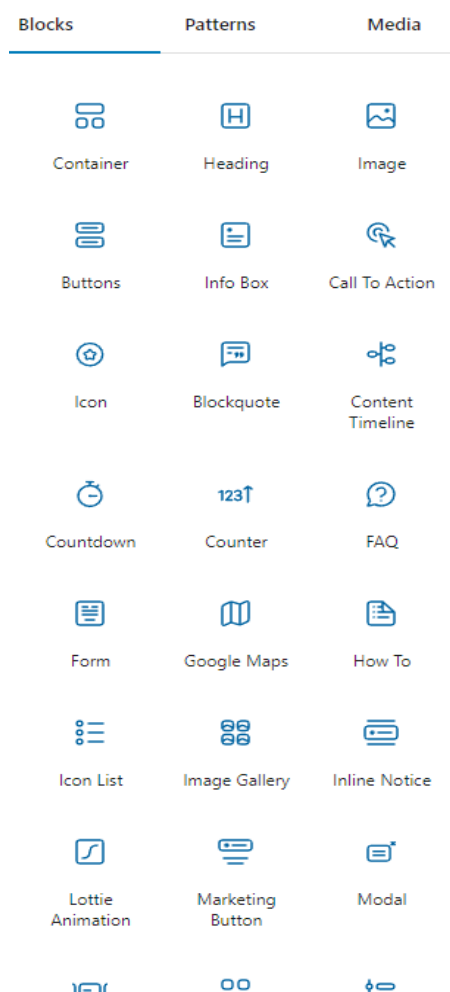 Blocks Patterns Media
Container Heading Image
Buttons Info Box Call To Action
Icon Blockquote Content
Timeline
123
Countdown Counter FAQ
Form Google Maps How To
Icon List Image Gallery Inline Notice
Lottie Marketing Modal
Animation Button